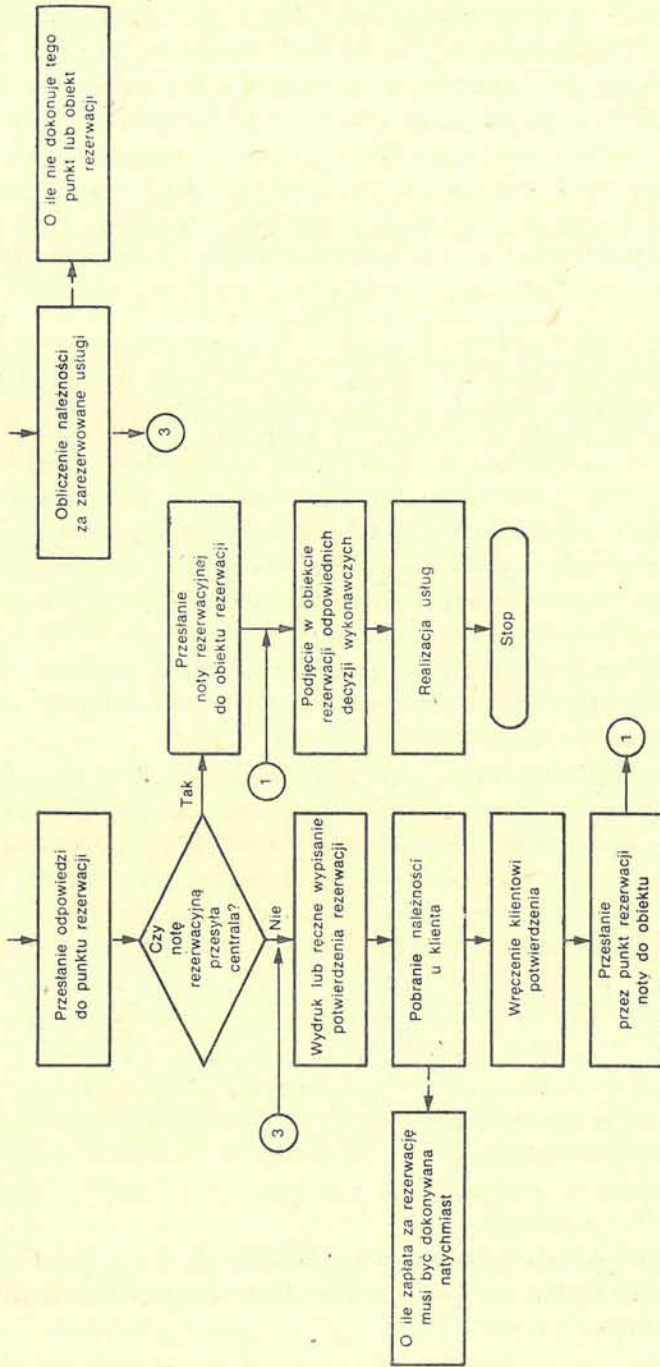 Przesłanie odpowiedzi
do punktu rezerwacji
Czy
notę
rezerwacyjną
przesyła
centrala?
Tak
Nie
Przesłanie
noty rezerwacyjnej
do obiektu rezerwacji
1
Podjęcie w obiekcie
rezerwacji odpowiednich
decyzji wykonawczych
Realizacja usług
Stop
3
Wydruk lub ręczne wypisanie
potwierdzenia rezerwacji
Pobranie należności
u klienta
O ile zapłata za rezerwację
musi być dokonywana
natychmiast
Wręczenie klientowi
potwierdzenia
Przesłanie
przez punkt rezerwacji
noty do obiektu
1
Obliczenie należności
za zarezerwowane usługi
3
O ile nie dokonuje tego
punkt lub obiekt
rezerwacji